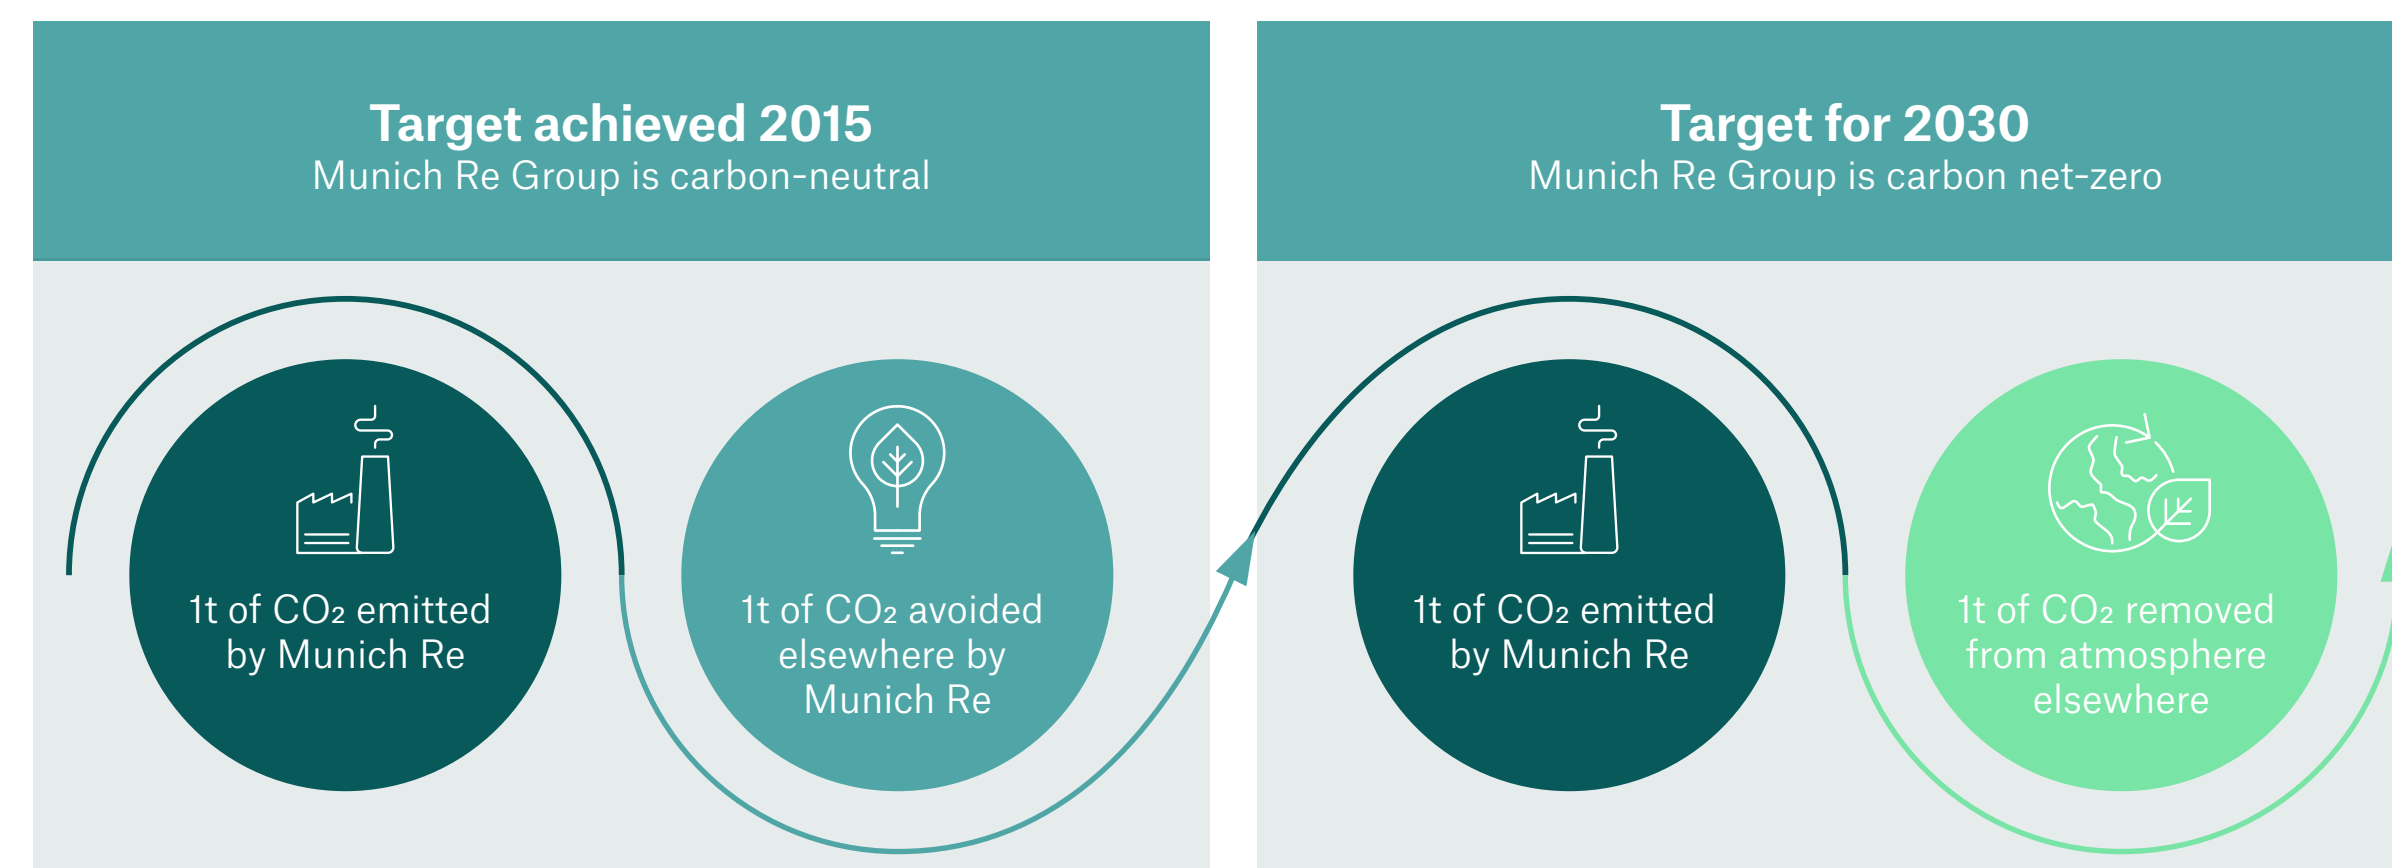 Target achieved 2015
Munich Re Group is carbon-neutral
1t of CO₂ emitted
by Munich Re
1t of CO₂ avoided
elsewhere by
Munich Re
Target for 2030
Munich Re Group is carbon net-zero
1t of CO₂ emitted
by Munich Re
1t of CO₂ removed
from atmosphere
elsewhere